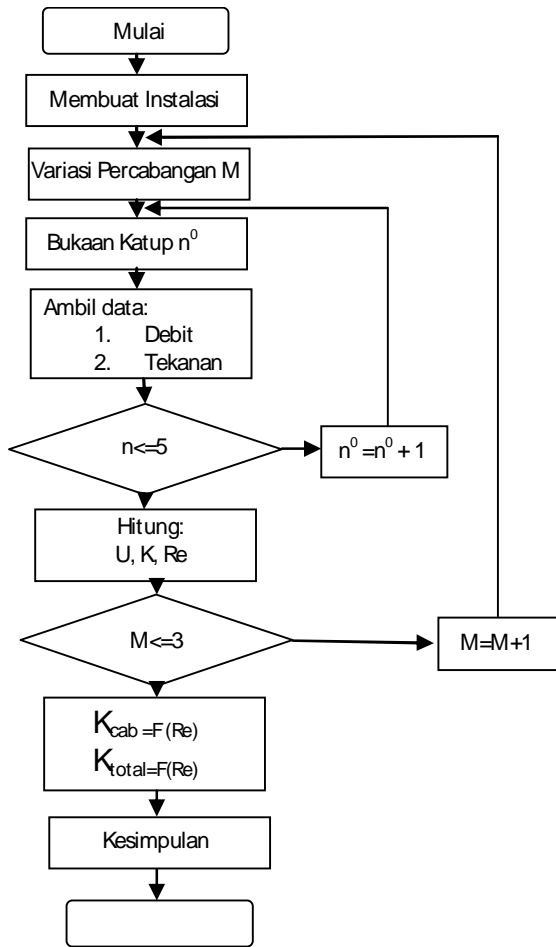 Mulai
Membuat Instalasi
Variasi Percabangan M
Bukaan Katup n⁰
Ambil data:
1. Debit
2. Tekanan
n<=5
n⁰ =n⁰ + 1
Hitung:
U, K, Re
M<=3
M=M+1
Kcab =F(Re)
Ktotal=F(Re)
Kesimpulan